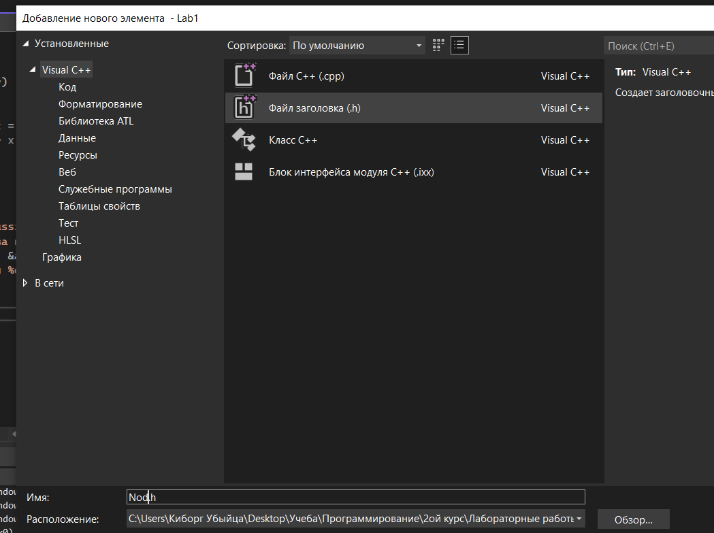 Добавление нового элемента - Lab1
Установленные
Сортировка: По умолчанию
Поиск (Ctrl+E)
Visual C++
Код
Форматирование
Библиотека ATL
Данные
Ресурсы
Веб
Служебные программы
Таблицы свойств
Тест
HLSL
Графика
В сети
Файл C++ (.cpp) Visual C++
Файл заголовка (.h) Visual C++
Класс C++ Visual C++
Блок интерфейса модуля C++ (.ixx) Visual C++
Тип: Visual C++
Создает заголовочны
Имя: Nod.h
Расположение: C:\Users\Киборг Убыйца\Desktop\Учеба\Программирование\2ой курс\Лабораторные работь
Обзор...